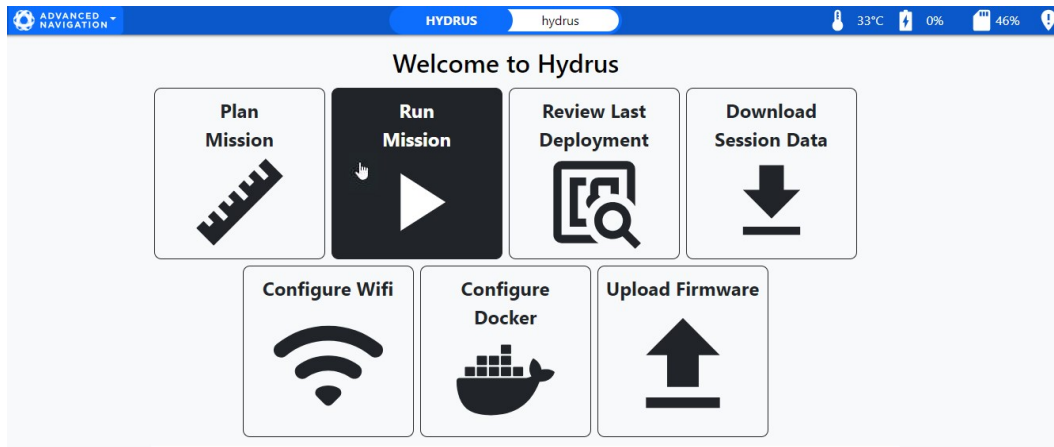 ADVANCED
NAVIGATION
HYDRUS
hydrus
33°C
0%
46%
Welcome to Hydrus
Plan
Mission
Run
Mission
Review Last
Deployment
Download
Session Data
Configure Wifi
Configure
Docker
Upload Firmware